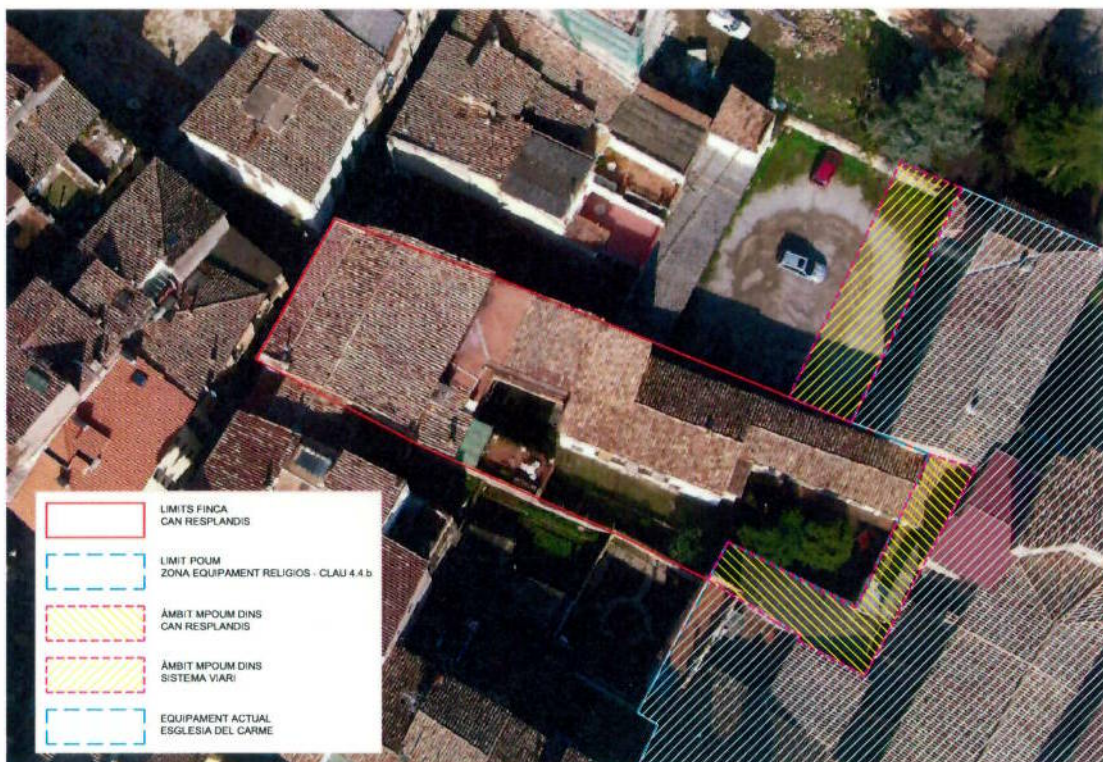 LIMITS FINCA
CAN RESPLANDIS
LIMIT POUM
ZONA EQUIPAMENT RELIGIOS - CLAU 4.4.b
ÀMBIT MPOUM DINS
CAN RESPLANDIS
ÀMBIT MPOUM DINS
SISTEMA VIARI
EQUIPAMENT ACTUAL
ESGLESIA DEL CARME